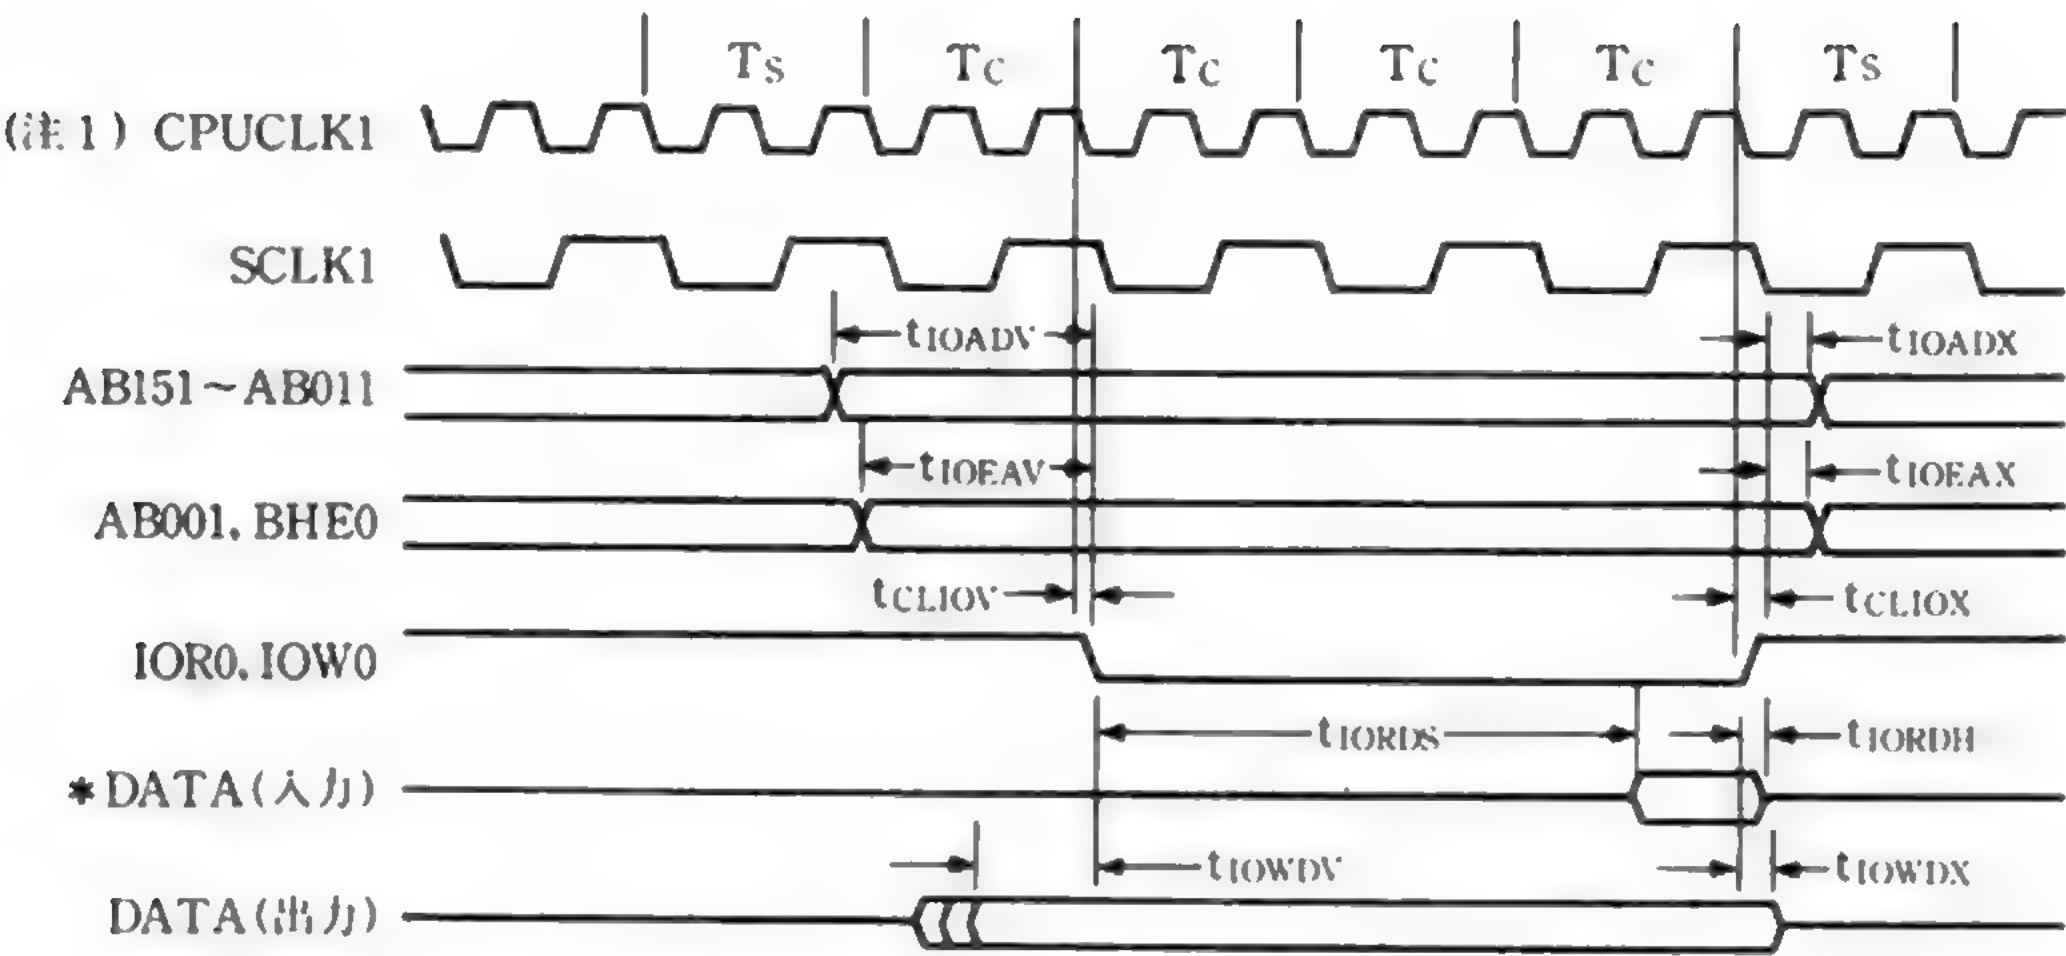 Ts Tc Tc Tc Tc Ts
(注1) CPUCLK1
SCLK1
tIOADV tIOADX
AB151~AB011
tIOEAV tIOEAX
AB001, BHE0
tCLIOV tCLIOX
IOR0, IOW0
tIORDS tIORDH
*DATA(入力)
tIOWDV tIOWDX
DATA(出力)